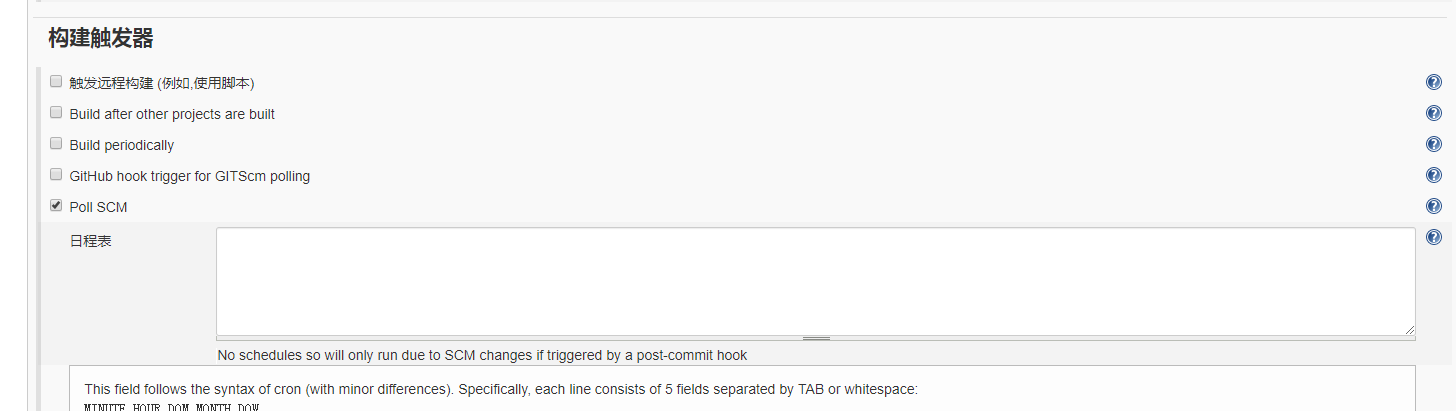 构建触发器
触发远程构建 (例如,使用脚本)
Build after other projects are built
Build periodically
GitHub hook trigger for GITScm polling
Poll SCM
日程表
No schedules so will only run due to SCM changes if triggered by a post-commit hook
This field follows the syntax of cron (with minor differences). Specifically, each line consists of 5 fields separated by TAB or whitespace:
MINUTE HOUR DOM MONTH DOW